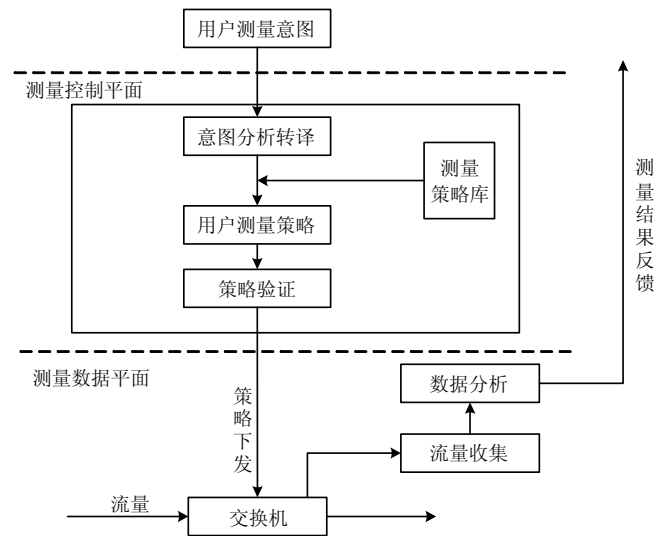 用户测量意图
测量控制平面
意图分析转译
测量
策略库
用户测量策略
策略验证
测量结果反馈
测量数据平面
策略下发
数据分析
流量收集
流量
交换机